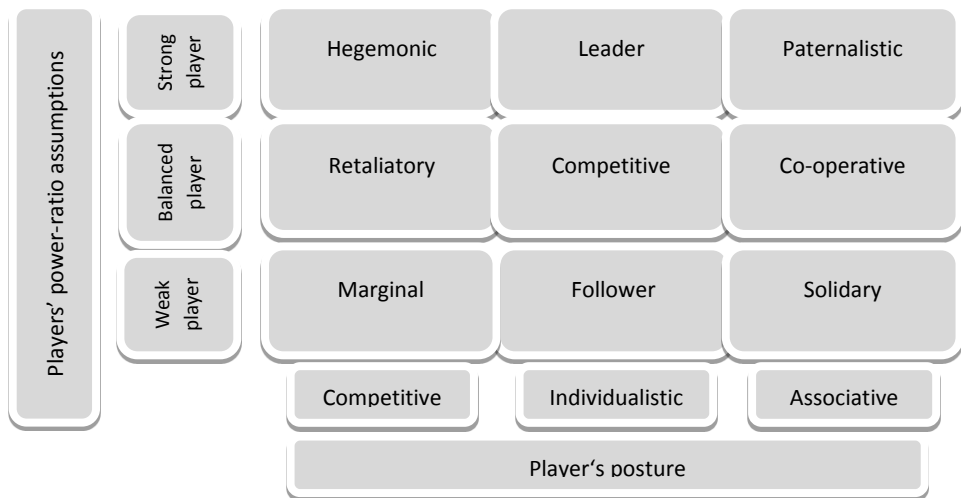 Players’ power-ratio assumptions
Strong
player
Hegemonic
Leader
Paternalistic
Balanced
player
Retaliatory
Competitive
Co-operative
Weak
player
Marginal
Follower
Solidary
Competitive
Individualistic
Associative
Player‘s posture